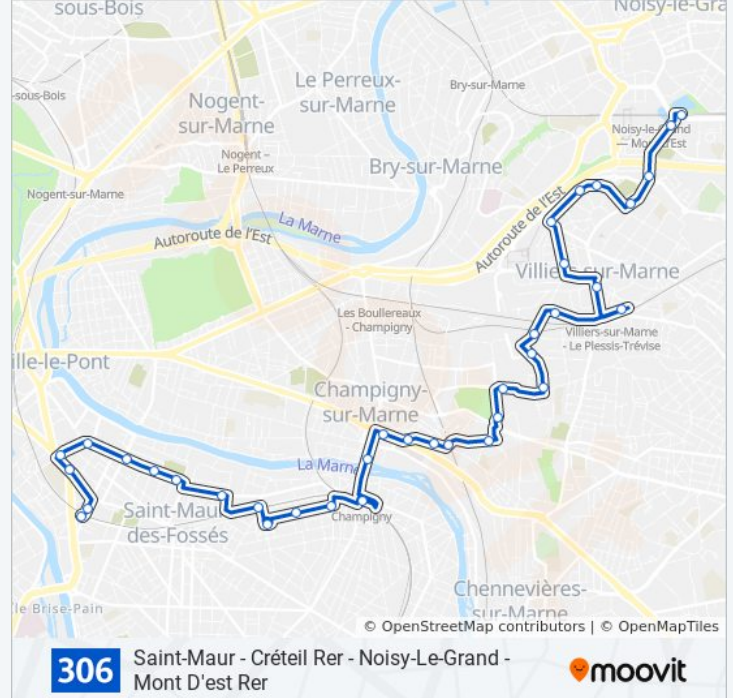 sous-Bois
Noisy-le-Gra
Le Perreux-
sur-Marne
Bry-sur-Marne
-sous-Bois
Nogent-
sur-Marne
Noisy-le-Grand
— Mont d'Est
Nogent –
Le Perreux
Bry-sur-Marne
Nogent-sur-Marne
La Marne
Autoroute de l'Est
Autoroute de l'Est
Villiers-sur-Marne
Les Boullereaux
- Champigny
Villiers-sur-Marne
- Le Plessis-Trévise
ille-le-Pont
Champigny-
sur-Marne
La Marne
Saint-Maur-
des-Fossés
Champigny
Chennevières-
sur-Marne
le Brise-Pain
© OpenStreetMap contributors | © OpenMapTiles
306
Saint-Maur - Créteil Rer - Noisy-Le-Grand -
Mont D'est Rer
moovit